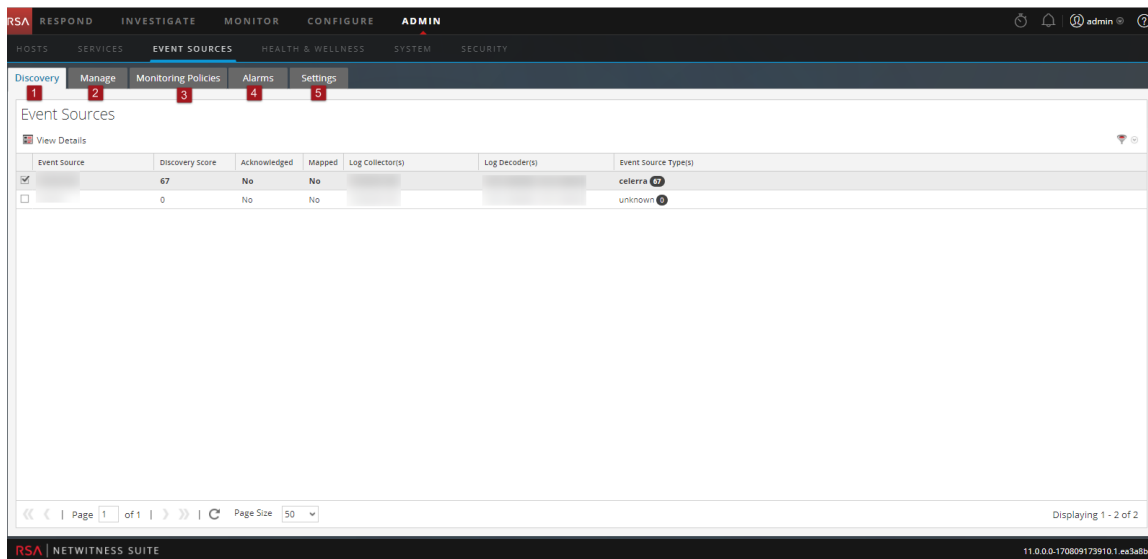 RSA RESPOND INVESTIGATE MONITOR CONFIGURE ADMIN admin
HOSTS SERVICES EVENT SOURCES HEALTH & WELLNESS SYSTEM SECURITY
Discovery Manage Monitoring Policies Alarms Settings
1 2 3 4 5
Event Sources
View Details
Event Source Discovery Score Acknowledged Mapped Log Collector(s) Log Decoder(s) Event Source Type(s)
67 No No celerra 67
0 No No unknown 0
Page 1 of 1 Page Size 50 Displaying 1 - 2 of 2
RSA NETWITNESS SUITE 11.0.0.0-170809173910.1.ea3a8b